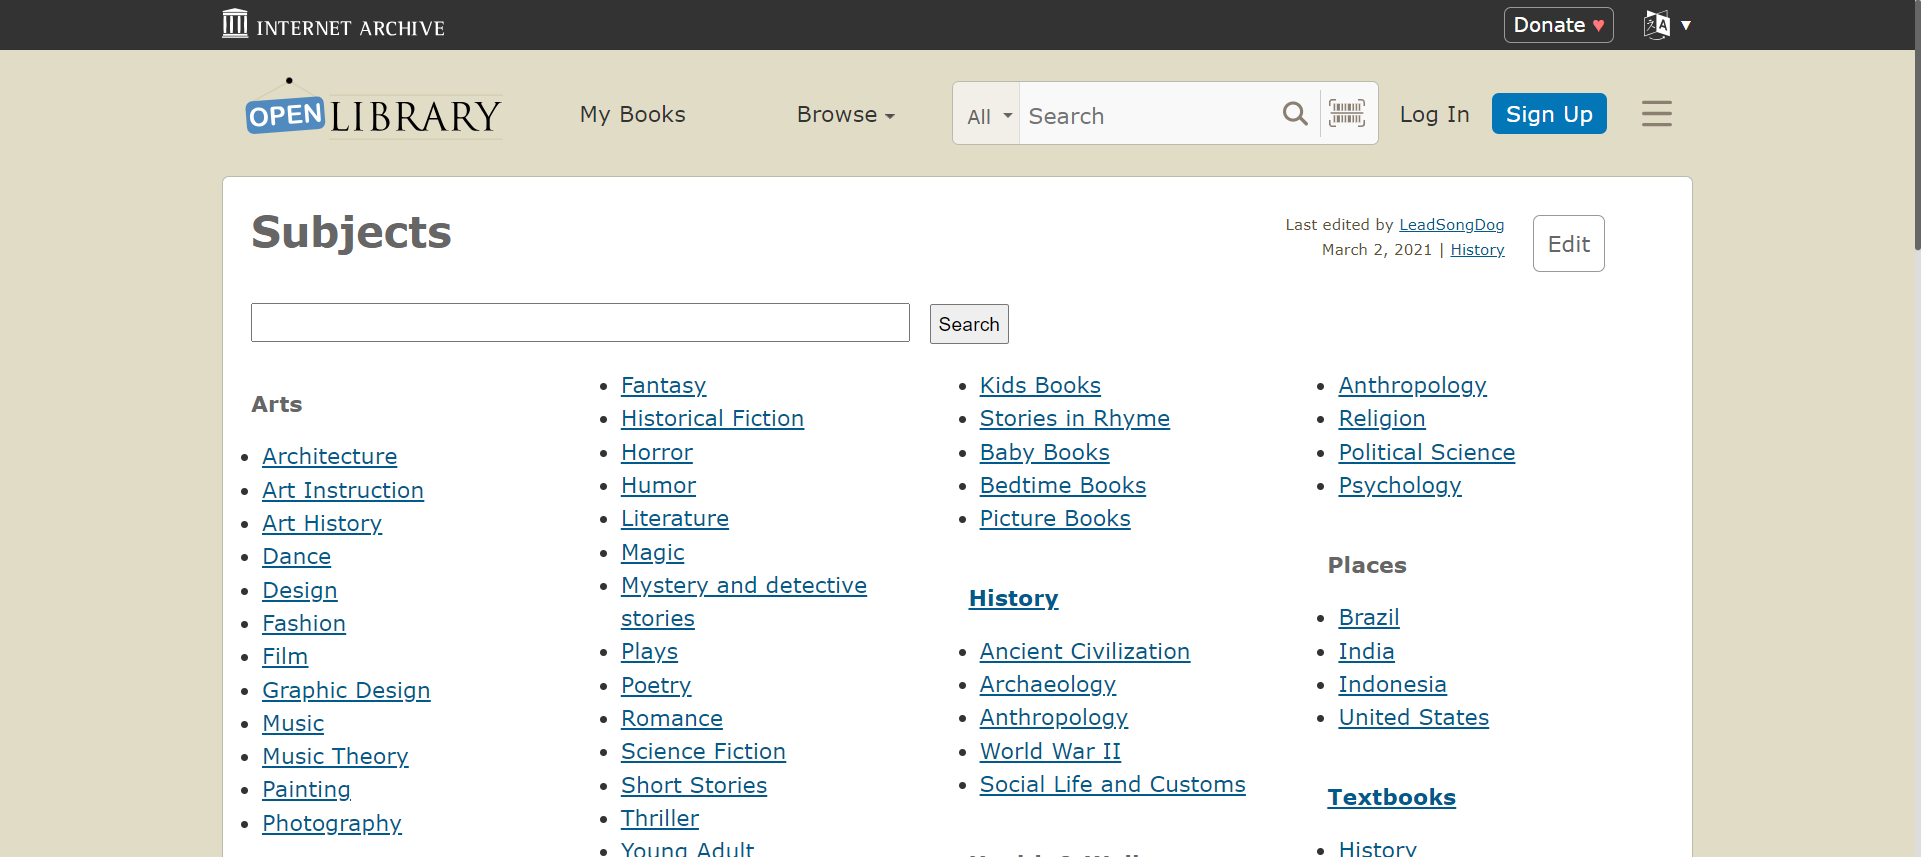 INTERNET ARCHIVE
Donate ♥
A ▼
OPEN LIBRARY
My Books
Browse
All
Search
Log In
Sign Up
Subjects
Last edited by LeadSongDog
March 2, 2021 | History
Edit
Search
Arts
Architecture
Art Instruction
Art History
Dance
Design
Fashion
Film
Graphic Design
Music
Music Theory
Painting
Photography
Fantasy
Historical Fiction
Horror
Humor
Literature
Magic
Mystery and detective
stories
Plays
Poetry
Romance
Science Fiction
Short Stories
Thriller
Young Adult
Kids Books
Stories in Rhyme
Baby Books
Bedtime Books
Picture Books
History
Ancient Civilization
Archaeology
Anthropology
World War II
Social Life and Customs
Anthropology
Religion
Political Science
Psychology
Places
Brazil
India
Indonesia
United States
Textbooks
History